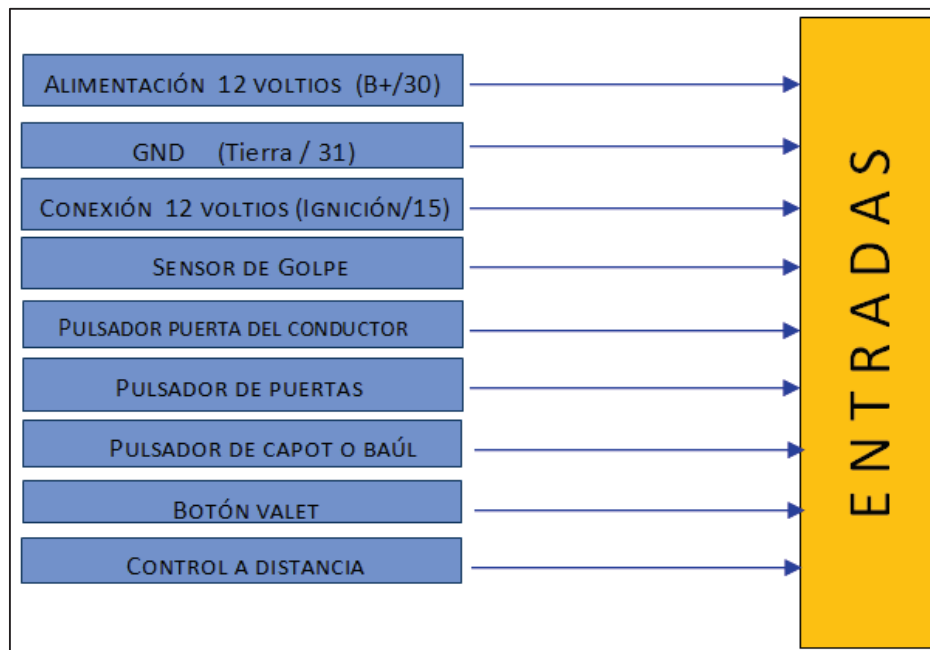 ALIMENTACIÓN 12 VOLTIOS (B+/30)
GND (Tierra / 31)
CONEXIÓN 12 VOLTIOS (IGNICIÓN/15)
SENSOR DE GOLPE
PULSADOR PUERTA DEL CONDUCTOR
PULSADOR DE PUERTAS
PULSADOR DE CAPOT O BAÚL
BOTÓN VALET
CONTROL A DISTANCIA
ENTRADAS